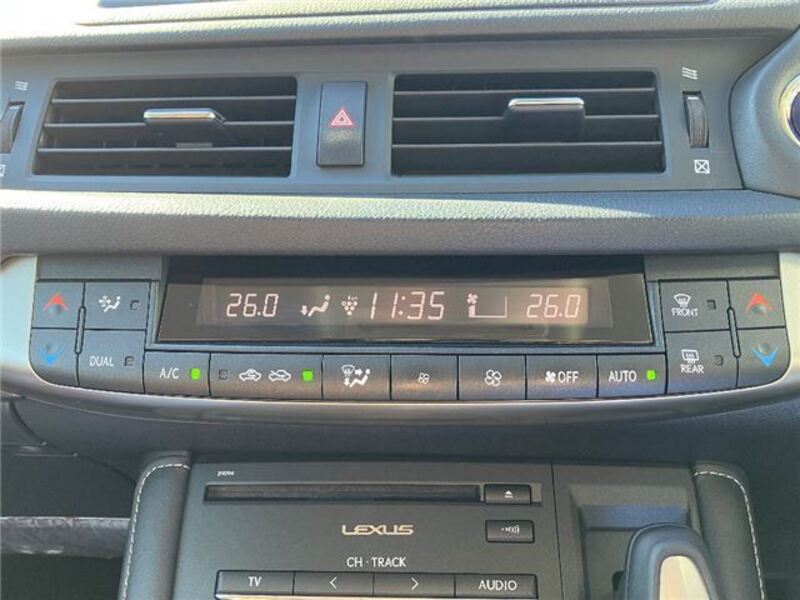 26.0 11:35 26.0
FRONT
DUAL
A/C
OFF
AUTO
REAR
LEXUS
CH · TRACK
TV
< >
AUDIO